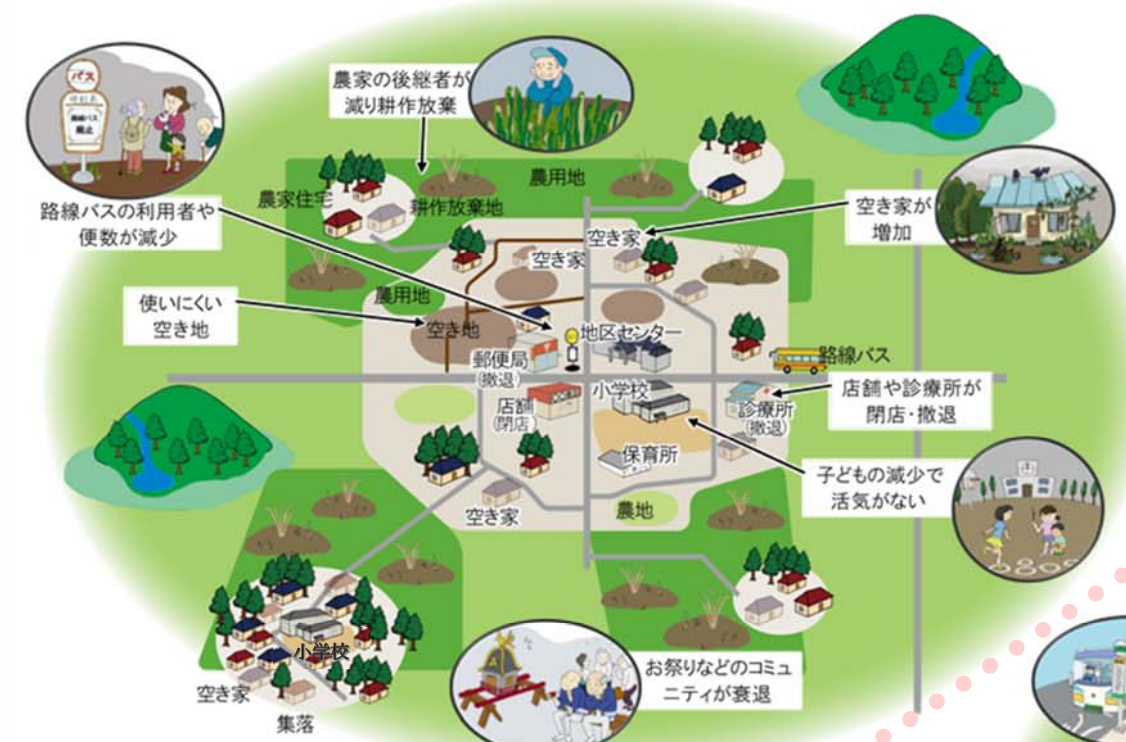 バス
路線バス
廃止
農家の後継者が
減り耕作放棄
路線バスの利用者や
便数が減少
農家住宅
耕作放棄地
農用地
空き家が
増加
空き家
空き家
使いにくい
空き地
農用地
空き地
地区センター
郵便局
(撤退)
路線バス
小学校
店舗
(閉店)
診療所
(撤退)
店舗や診療所が
閉店・撤退
保育所
子どもの減少で
活気がない
空き家
農地
小学校
お祭りなどのコミュ
ニティが衰退
空き家
集落